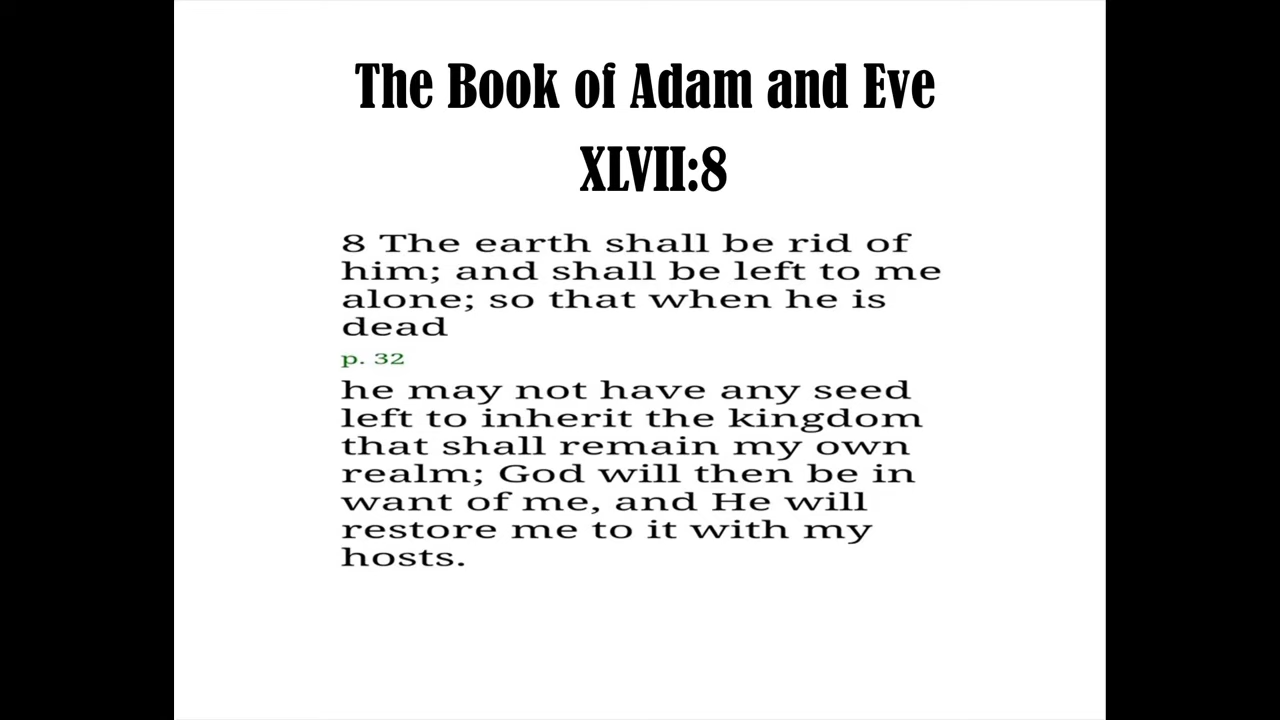 The Book of Adam and Eve
XLVII:8
8 The earth shall be rid of
him; and shall be left to me
alone; so that when he is
dead
p. 32
he may not have any seed
left to inherit the kingdom
that shall remain my own
realm; God will then be in
want of me, and He will
restore me to it with my
hosts.